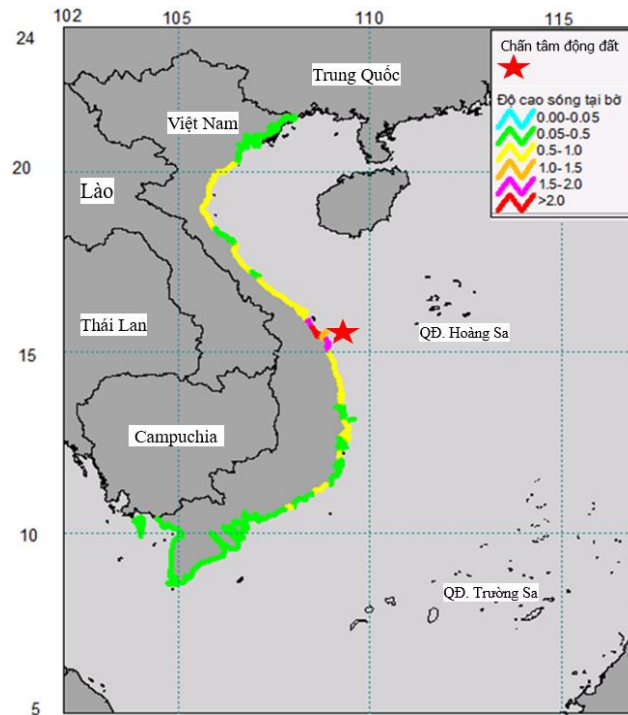 102
105
110
115
24
20
15
10
5
Trung Quốc
Việt Nam
Lào
Thái Lan
Campuchia
QĐ. Hoàng Sa
QĐ. Trường Sa
Chấn tâm động đất
Độ cao sóng tại bờ
0.00-0.05
0.05-0.5
0.5-1.0
1.0-1.5
1.5-2.0
>2.0